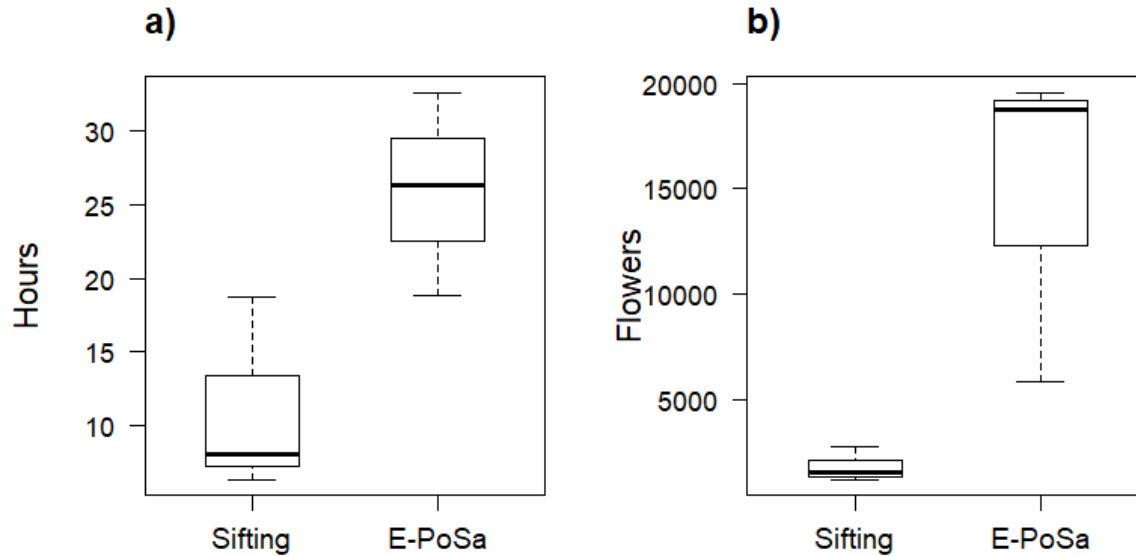 a)
Hours
30
25
20
15
10
Sifting
E-PoSa
b)
Flowers
20000
15000
10000
5000
Sifting
E-PoSa